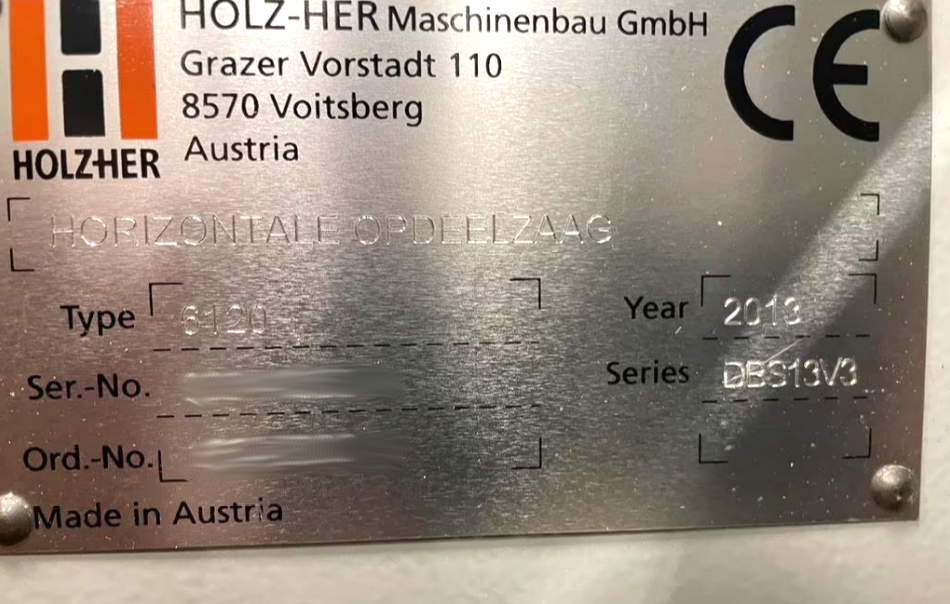 HOLZ-HER Maschinenbau GmbH
Grazer Vorstadt 110
8570 Voitsberg
Austria
CE
HOLZHER
HORIZONTALE OPDEELZAAG
Type 6120
Year 2013
Ser.-No.
Series DBS13V3
Ord.-No.
Made in Austria